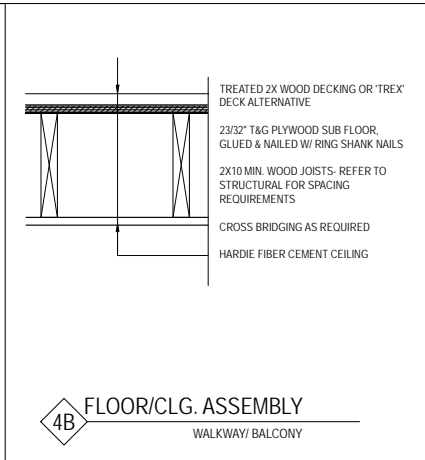 TREATED 2X WOOD DECKING OR 'TREX'
DECK ALTERNATIVE
23/32" T&G PLYWOOD SUB FLOOR,
GLUED & NAILED W/ RING SHANK NAILS
2X10 MIN. WOOD JOISTS- REFER TO
STRUCTURAL FOR SPACING
REQUIREMENTS
CROSS BRIDGING AS REQUIRED
HARDIE FIBER CEMENT CEILING
4B
FLOOR/CLG. ASSEMBLY
WALKWAY/ BALCONY